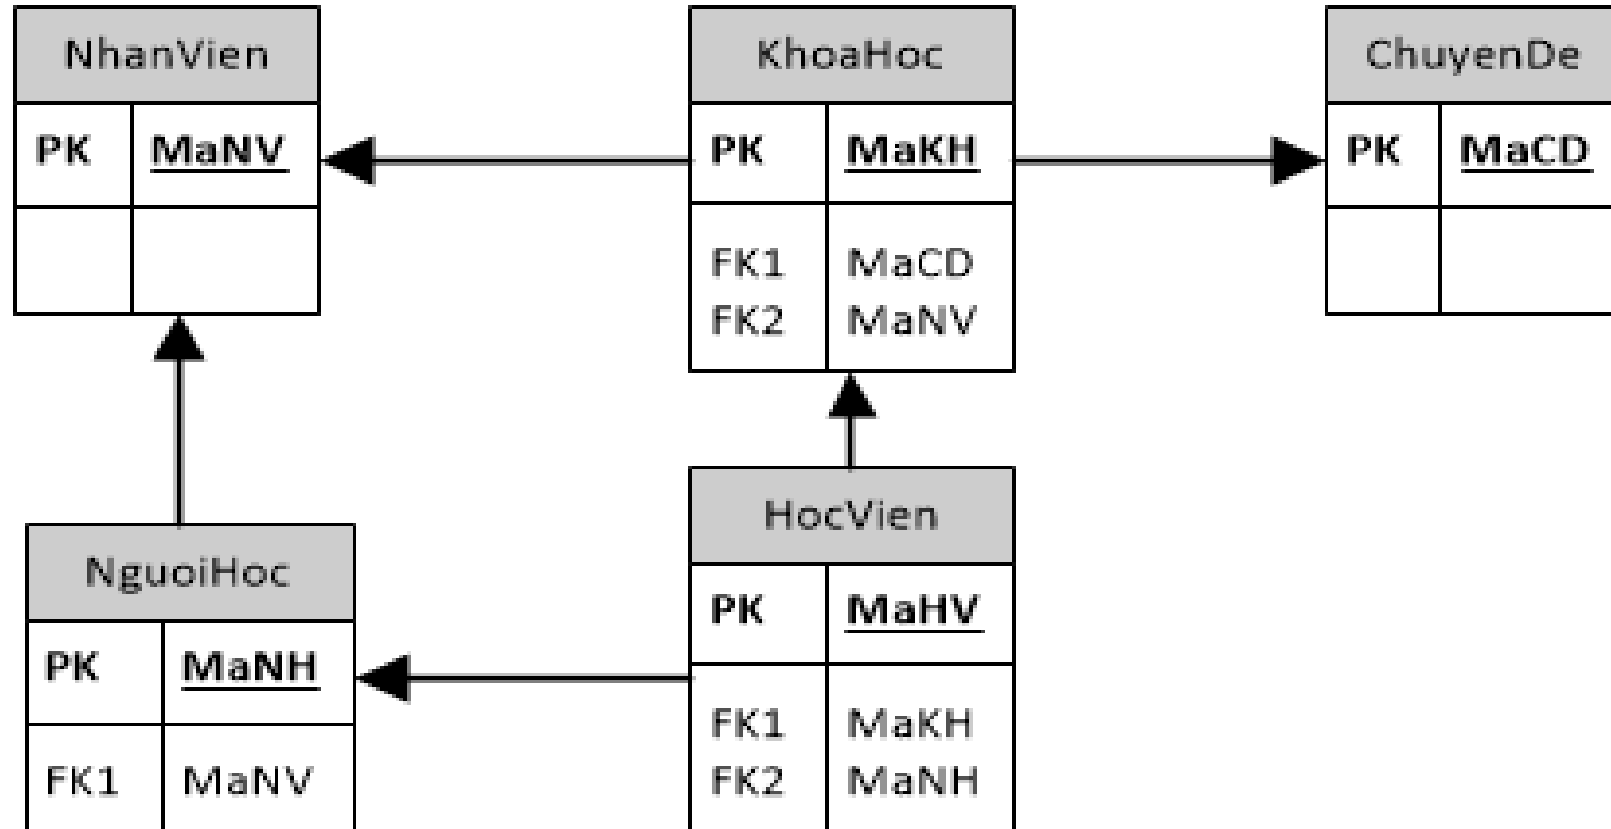 NhanVien
PK MaNV
KhoaHoc
PK MaKH
FK1 MaCD
FK2 MaNV
ChuyenDe
PK MaCD
NguoiHoc
PK MaNH
FK1 MaNV
HocVien
PK MaHV
FK1 MaKH
FK2 MaNH